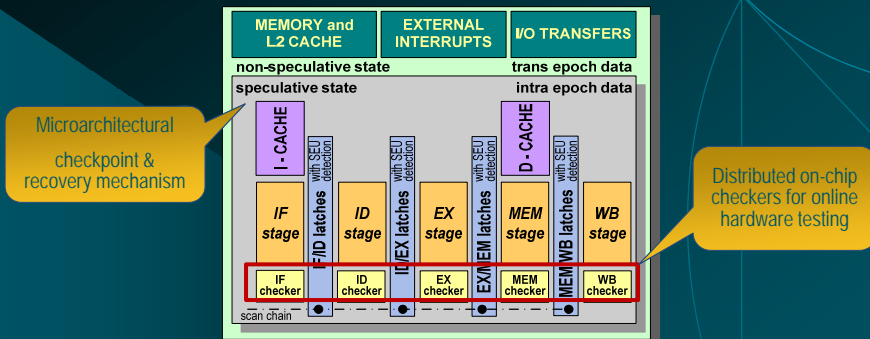 MEMORY and
L2 CACHE
EXTERNAL
INTERRUPTS
I/O TRANSFERS
non-speculative state
trans epoch data
speculative state
intra epoch data
Microarchitectural
checkpoint &
recovery mechanism
I - CACHE
D - CACHE
with SEU
detection
with SEU
detection
with SEU
detection
with SEU
detection
IF
stage
IF/ID latches
ID
stage
ID/EX latches
EX
stage
EX/MEM latches
MEM
stage
MEM/WB latches
WB
stage
Distributed on-chip
checkers for online
hardware testing
IF
checker
ID
checker
EX
checker
MEM
checker
WB
checker
scan chain